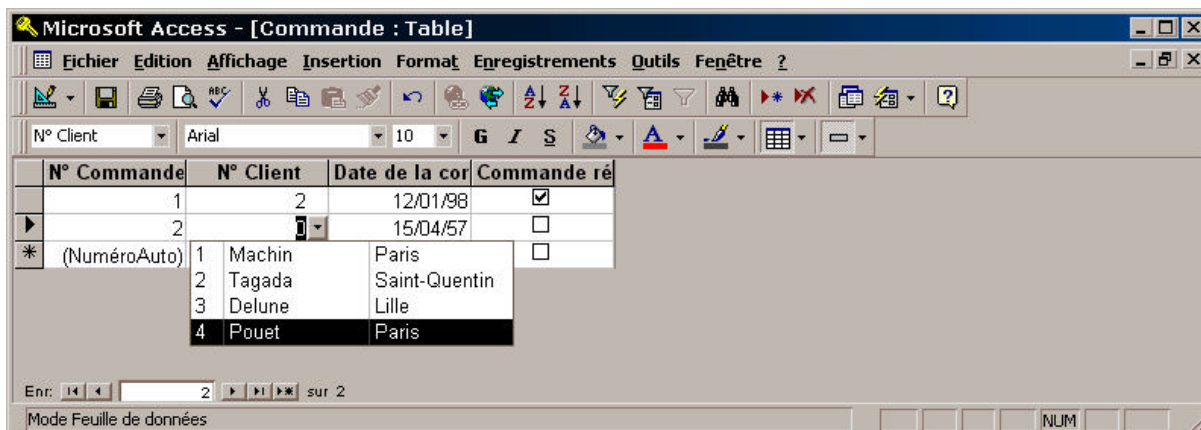 Microsoft Access - [Commande : Table]
Fichier Edition Affichage Insertion Format Enregistrements Outils Fenêtre ?
N° Client Arial 10 G I S A
N° Commande N° Client Date de la cor Commande ré
1 2 12/01/98
2 15/04/57
(NuméroAuto) 1 Machin Paris
2 Tagada Saint-Quentin
3 Delune Lille
4 Pouet Paris
Enr: 2 sur 2
Mode Feuille de données NUM